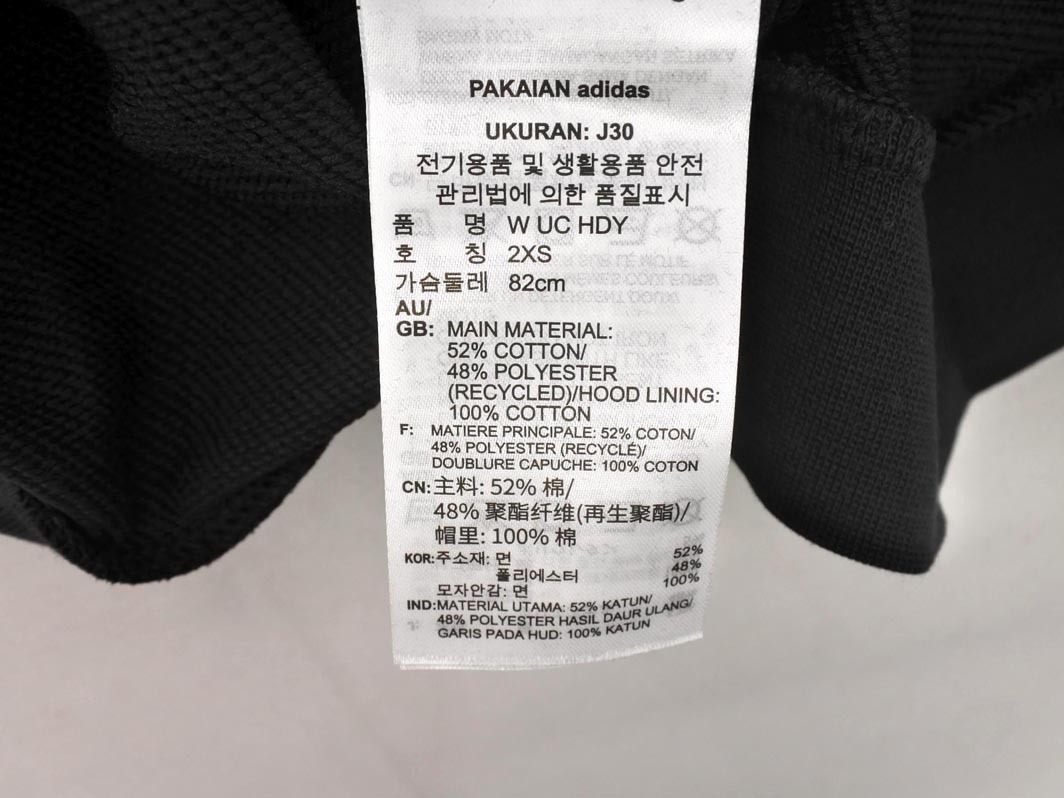 PAKAIAN adidas
UKURAN: J30
전기용품 및 생활용품 안전
관리법에 의한 품질표시
품 명 W UC HDY
호 칭 2XS
가슴둘레 82cm
AU/
GB: MAIN MATERIAL:
52% COTTON/
48% POLYESTER
(RECYCLED)/HOOD LINING:
100% COTTON
F: MATIERE PRINCIPALE: 52% COTON/
48% POLYESTER (RECYCLÉ)/
DOUBLURE CAPUCHE: 100% COTON
CN: 主料: 52% 棉/
48% 聚酯纤维(再生聚酯)/
帽里: 100% 棉
KOR: 주소재: 면 52%
폴리에스터 48%
모자안감: 면 100%
IND: MATERIAL UTAMA: 52% KATUN/
48% POLYESTER HASIL DAUR ULANG/
GARIS PADA HUD: 100% KATUN